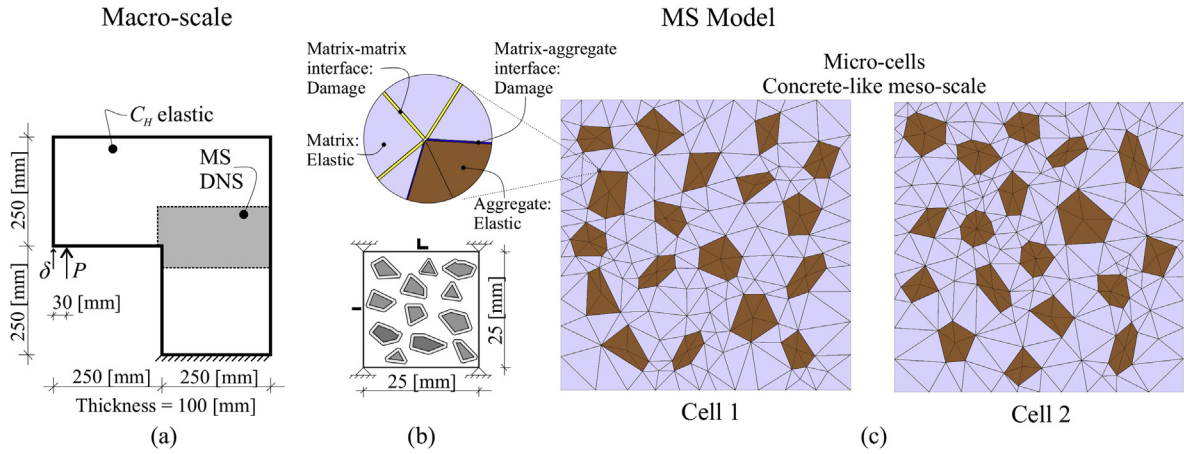 Macro-scale
MS Model
C_H elastic
MS
DNS
250 [mm]
250 [mm]
δ
P
30 [mm]
250 [mm]
250 [mm]
Thickness = 100 [mm]
(a)
Matrix-matrix
interface:
Damage
Matrix-aggregate
interface:
Damage
Matrix:
Elastic
Aggregate:
Elastic
25 [mm]
25 [mm]
(b)
Micro-cells
Concrete-like meso-scale
Cell 1
Cell 2
(c)